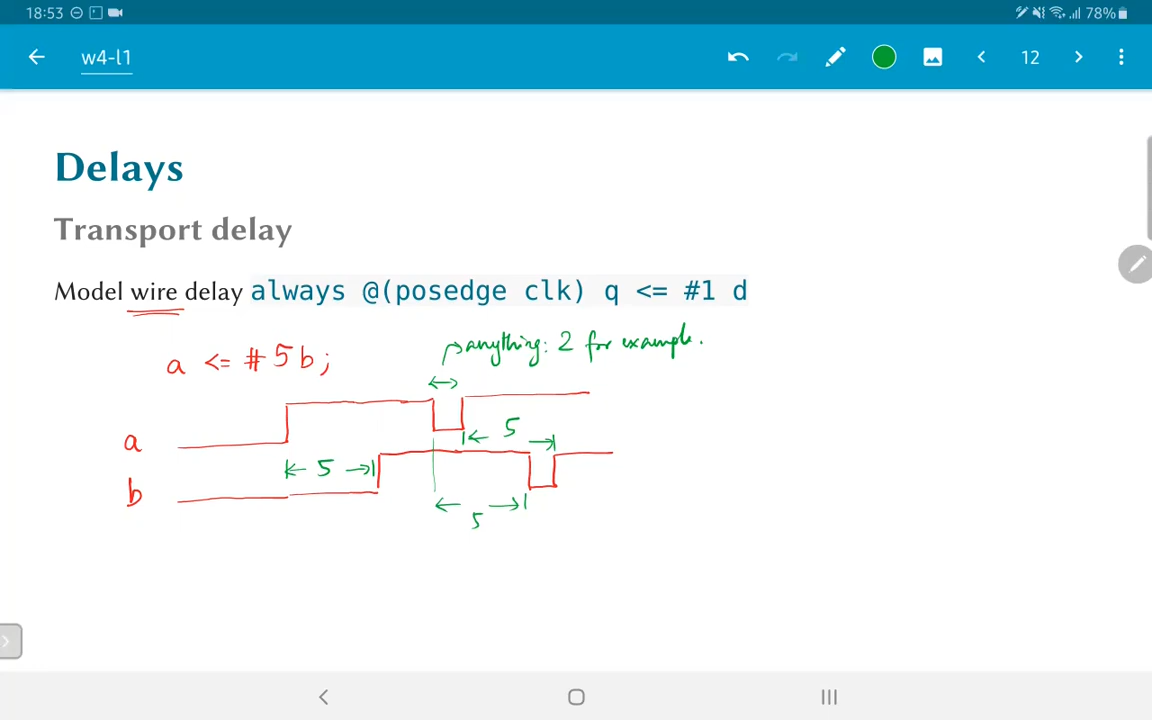 18:53 78%
w4-l1 12
Delays
Transport delay
Model wire delay always @(posedge clk) q <= #1 d
anything: 2 for example.
a <= #5 b;
5
a
5
b
5